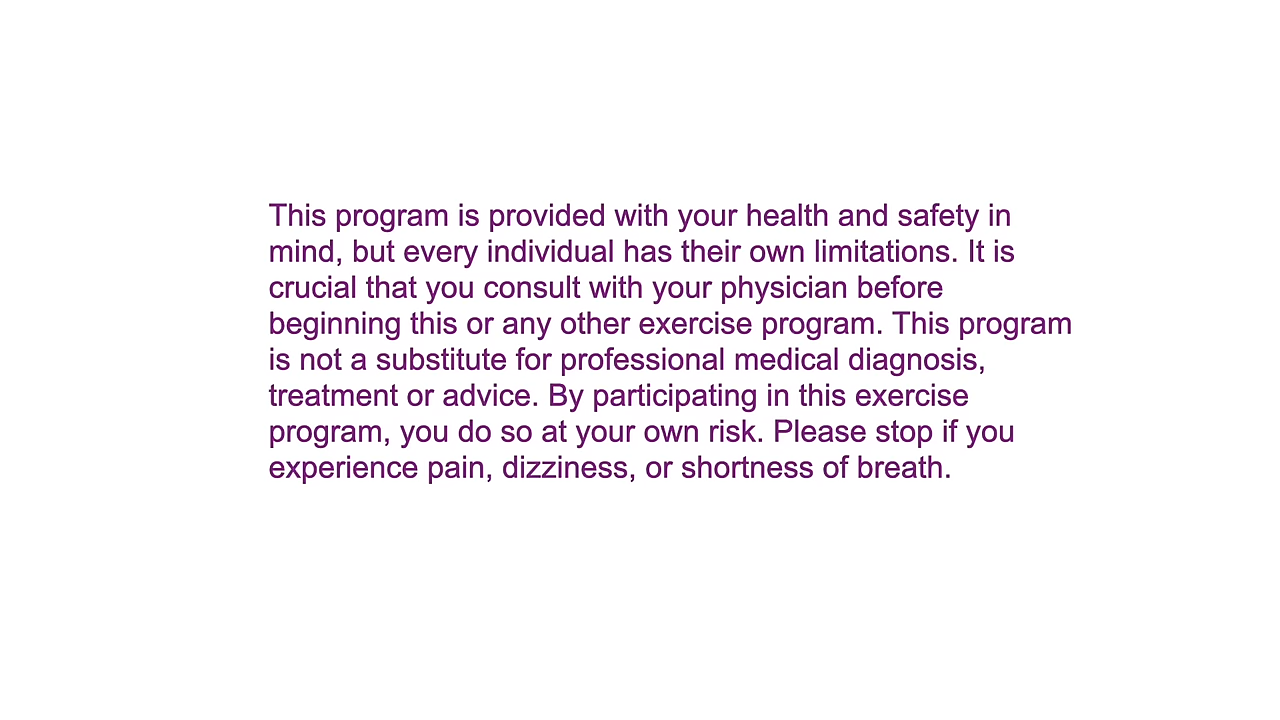 This program is provided with your health and safety in
mind, but every individual has their own limitations. It is
crucial that you consult with your physician before
beginning this or any other exercise program. This program
is not a substitute for professional medical diagnosis,
treatment or advice. By participating in this exercise
program, you do so at your own risk. Please stop if you
experience pain, dizziness, or shortness of breath.